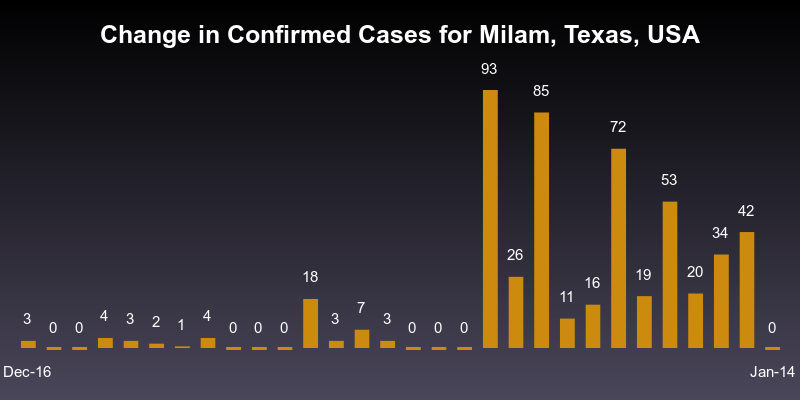 Change in Confirmed Cases for Milam, Texas, USA
3 0 0 4 3 2 1 4 0 0 0 18 3 7 3 0 0 0 93 26 85 11 16 72 19 53 20 34 42 0
Dec-16 Jan-14